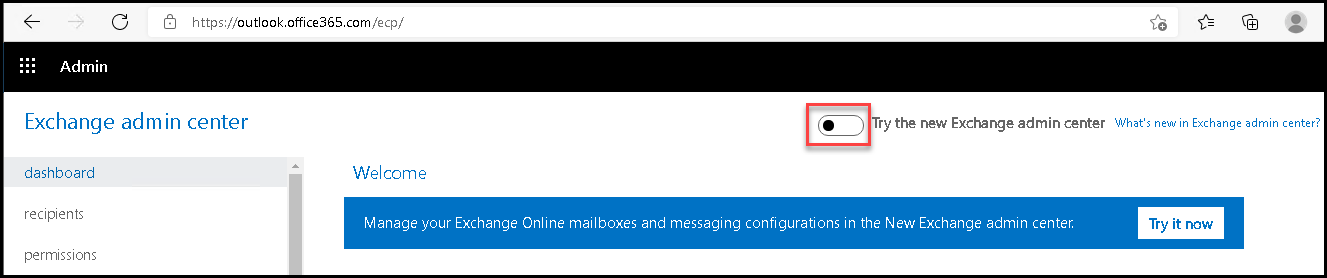 https://outlook.office365.com/ecp/
Admin
Exchange admin center
Try the new Exchange admin center What's new in Exchange admin center?
dashboard
Welcome
recipients
Manage your Exchange Online mailboxes and messaging configurations in the New Exchange admin center. Try it now
permissions